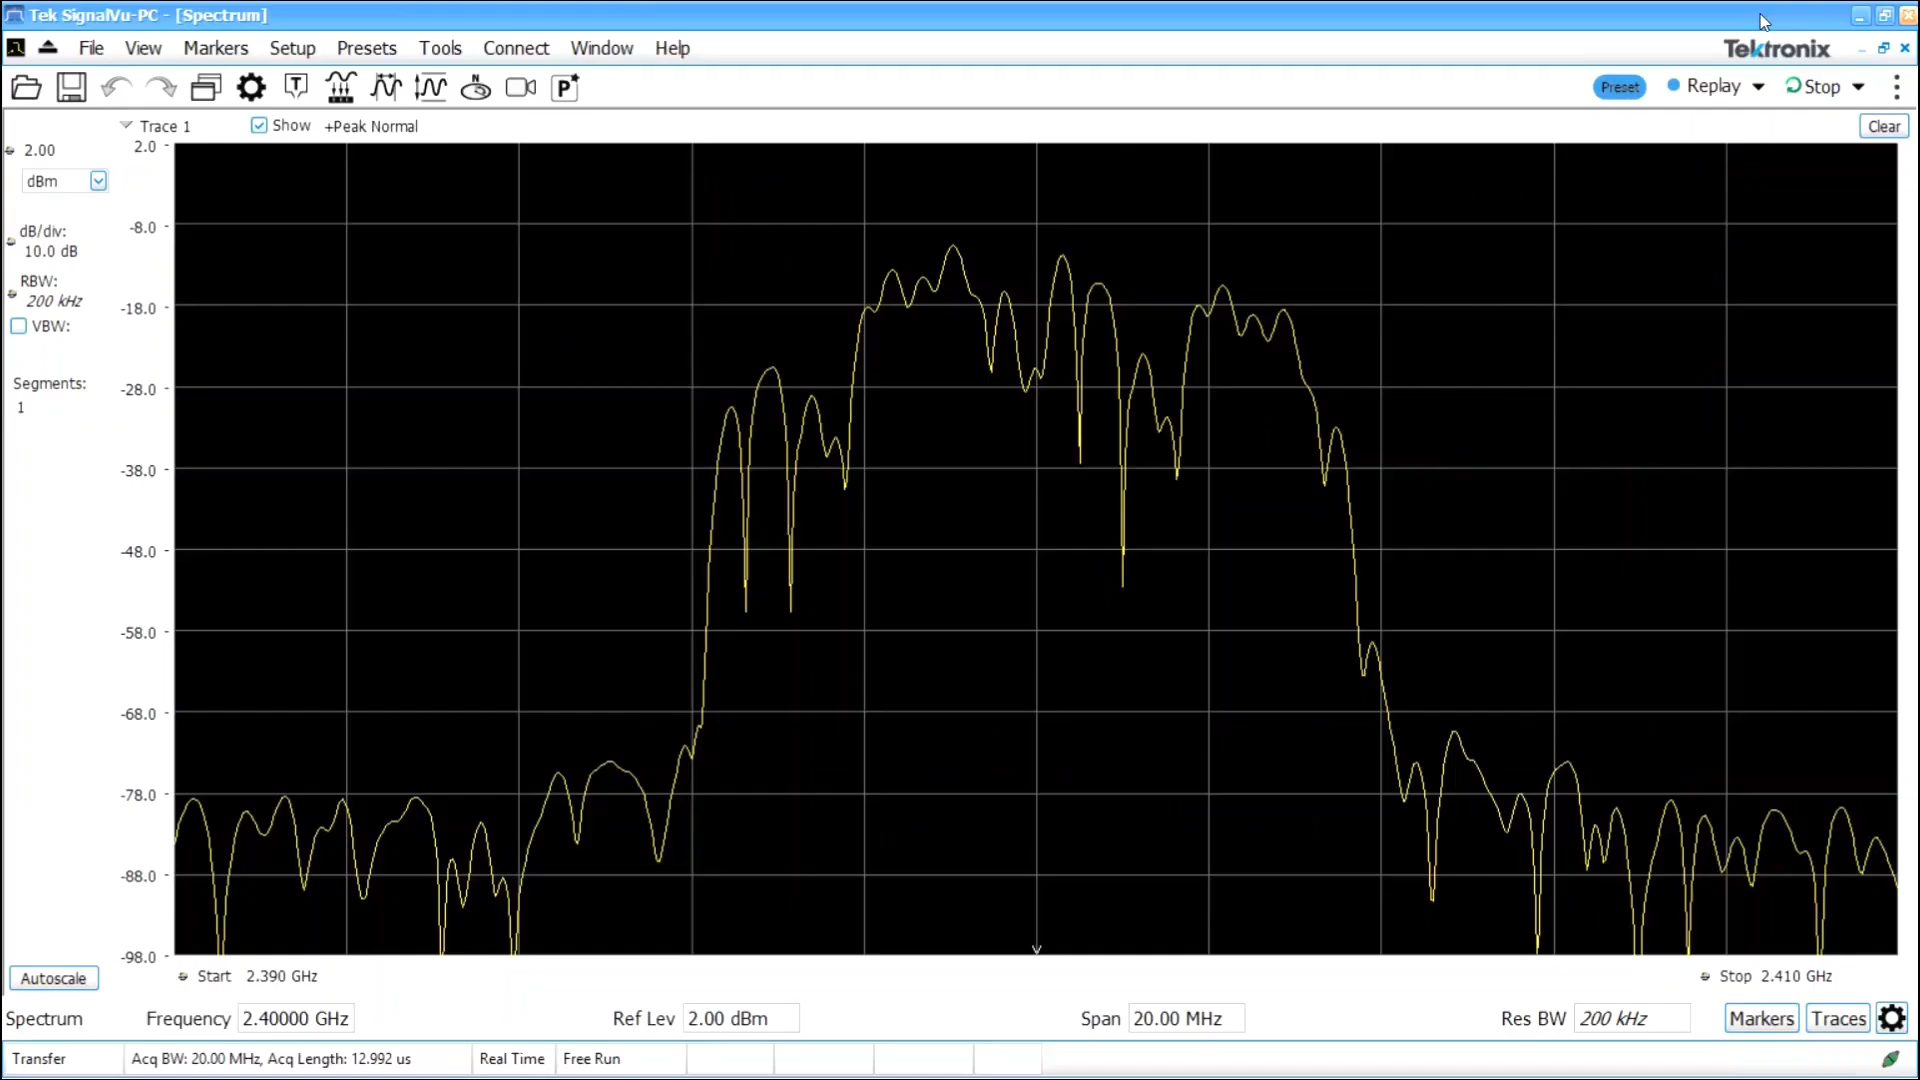 Tek SignalVu-PC - [Spectrum]
File View Markers Setup Presets Tools Connect Window Help
Tektronix
Preset Replay Stop
Trace 1 Show +Peak Normal
Clear
2.00
dBm
dB/div:
10.0 dB
RBW:
200 kHz
VBW:
Segments:
1
2.0
-8.0
-18.0
-28.0
-38.0
-48.0
-58.0
-68.0
-78.0
-88.0
-98.0
Autoscale
Start 2.390 GHz
Stop 2.410 GHz
Spectrum Frequency 2.40000 GHz Ref Lev 2.00 dBm Span 20.00 MHz Res BW 200 kHz Markers Traces
Transfer Acq BW: 20.00 MHz, Acq Length: 12.992 us Real Time Free Run